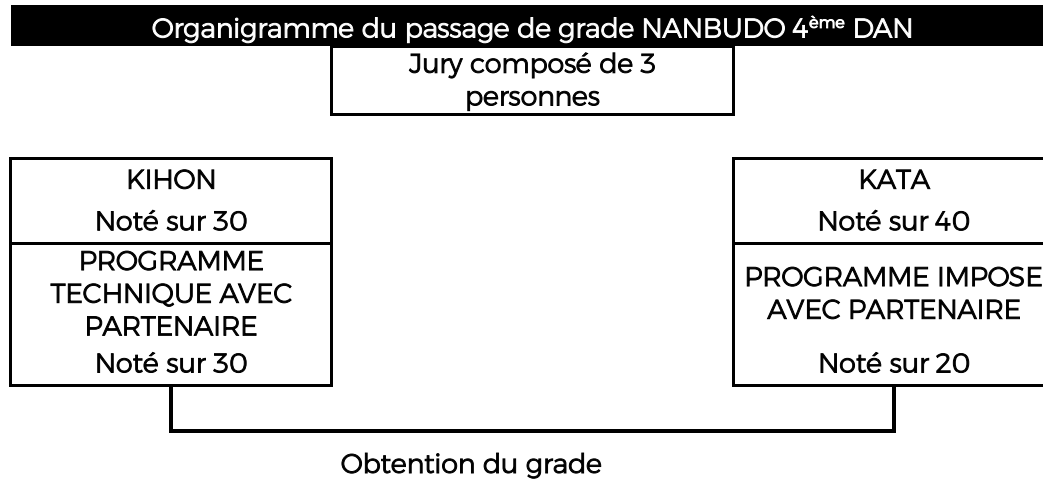 Organigramme du passage de grade NANBUDO 4ème DAN
Jury composé de 3
personnes
KIHON
Noté sur 30
PROGRAMME
TECHNIQUE AVEC
PARTENAIRE
Noté sur 30
KATA
Noté sur 40
PROGRAMME IMPOSE
AVEC PARTENAIRE
Noté sur 20
Obtention du grade